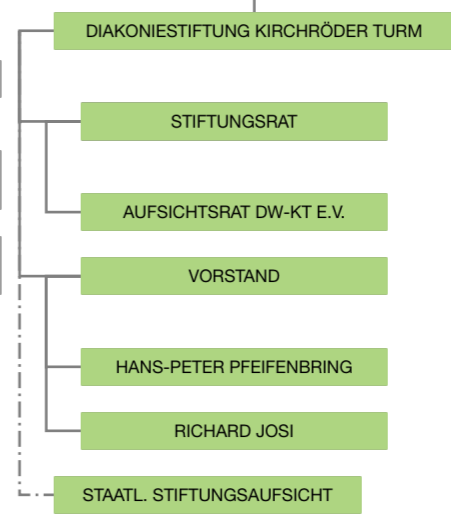 DIAKONIESTIFTUNG KIRCHRÖDER TURM
STIFTUNGSRAT
AUFSICHTSRAT DW-KT E.V.
VORSTAND
HANS-PETER PFEIFENBRING
RICHARD JOSI
STAATL. STIFTUNGSAUFSICHT